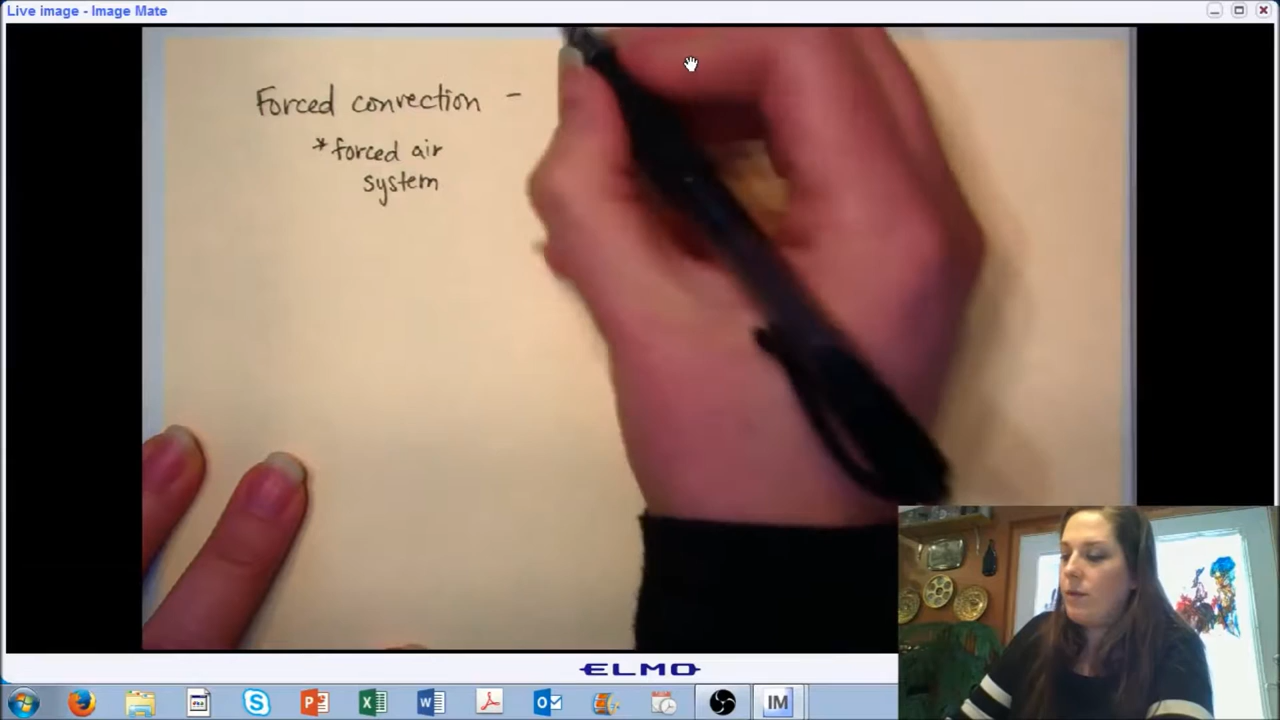 Live image - Image Mate
Forced convection -
*forced air
system
ELMO
IM